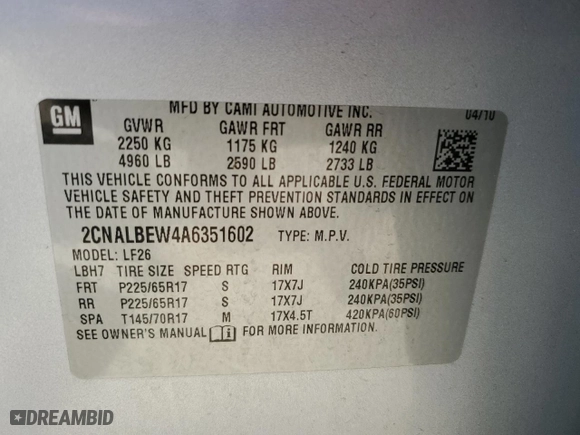 GM
MFD BY CAMI AUTOMOTIVE INC. 04/10
GVWR GAWR FRT GAWR RR
2250 KG 1175 KG 1240 KG
4960 LB 2590 LB 2733 LB
THIS VEHICLE CONFORMS TO ALL APPLICABLE U.S. FEDERAL MOTOR
VEHICLE SAFETY AND THEFT PREVENTION STANDARDS IN EFFECT ON
THE DATE OF MANUFACTURE SHOWN ABOVE.
2CNALBEW4A6351602 TYPE: M.P.V.
MODEL: LF26
LBH7 TIRE SIZE SPEED RTG RIM COLD TIRE PRESSURE
FRT P225/65R17 S 17X7J 240KPA(35PSI)
RR P225/65R17 S 17X7J 240KPA(35PSI)
SPA T145/70R17 M 17X4.5T 420KPA(60PSI)
SEE OWNER'S MANUAL FOR MORE INFORMATION.
DREAMBID